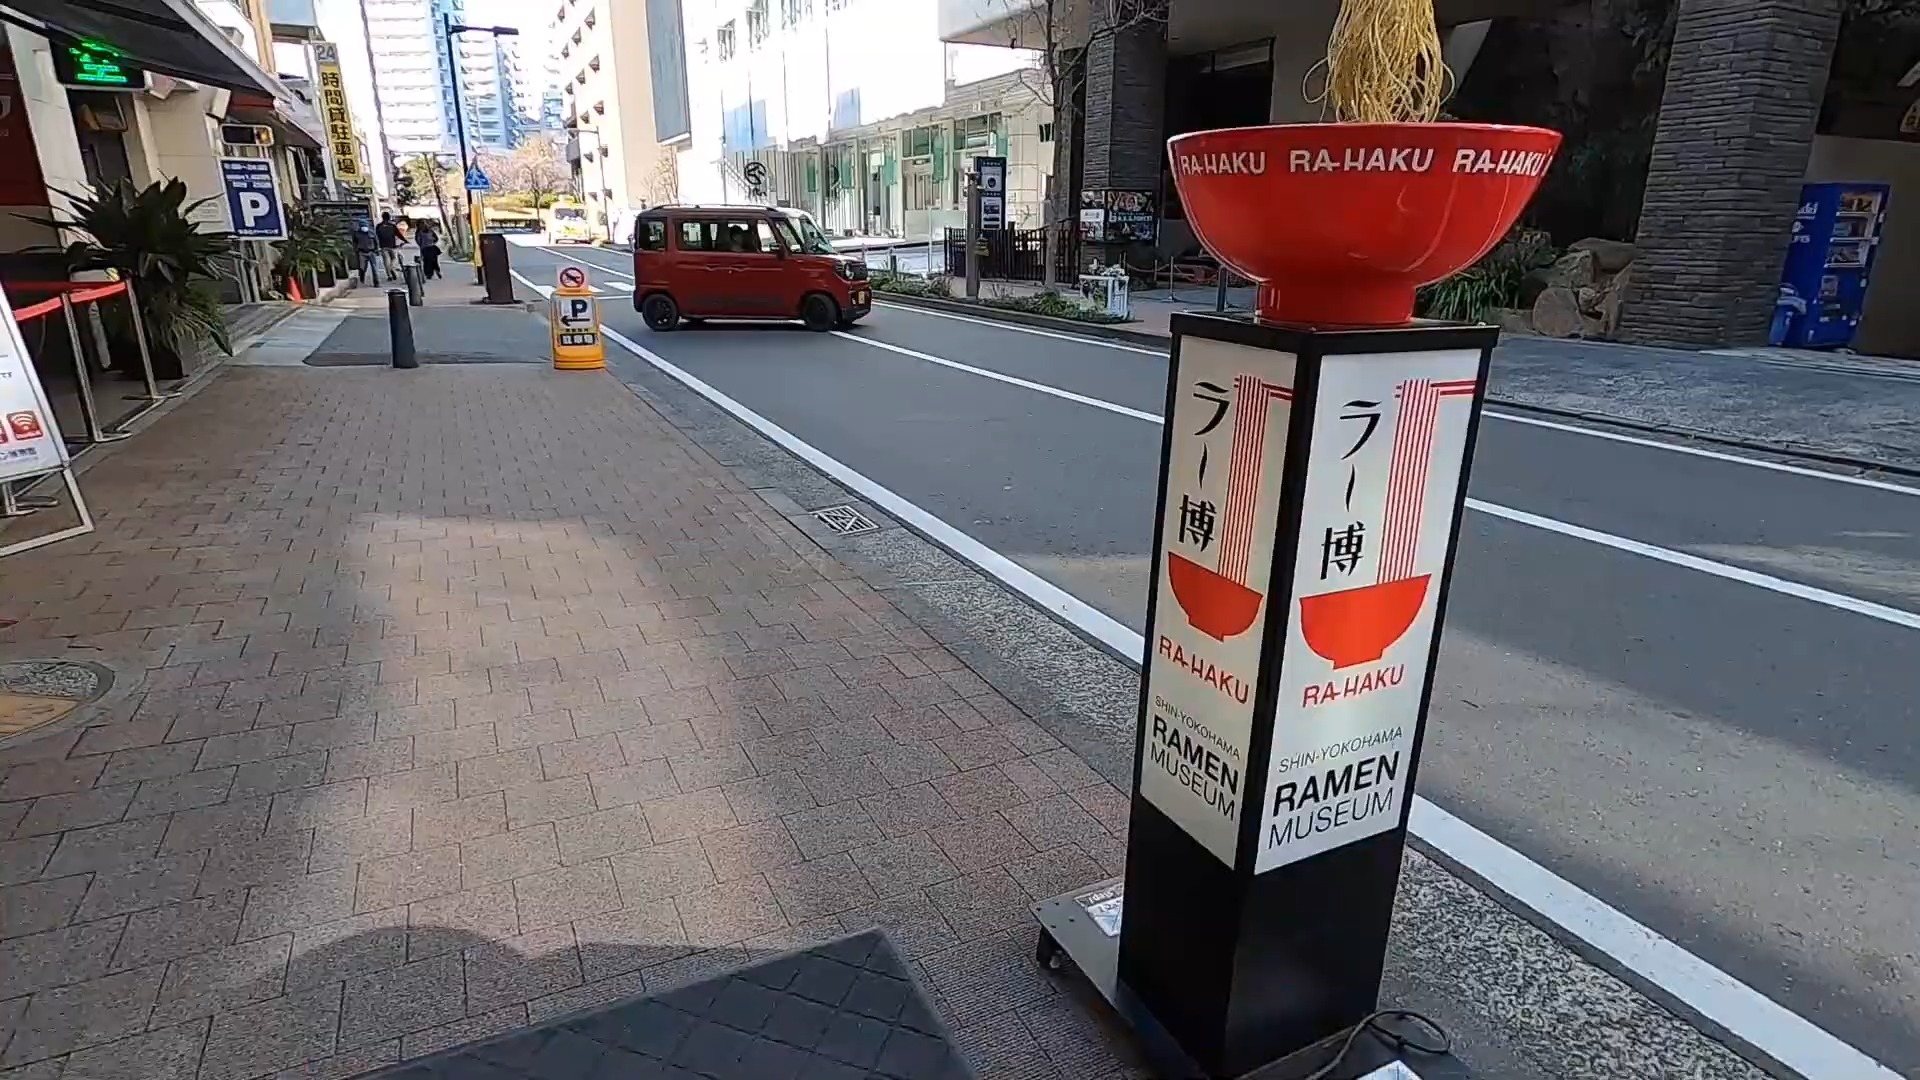 24
時間貸駐車場
P
P
RA-HAKU RA-HAKU RA-HAKU
ラー博
RA-HAKU
SHIN-YOKOHAMA
RAMEN
MUSEUM
ラー博
RA-HAKU
SHIN-YOKOHAMA
RAMEN
MUSEUM